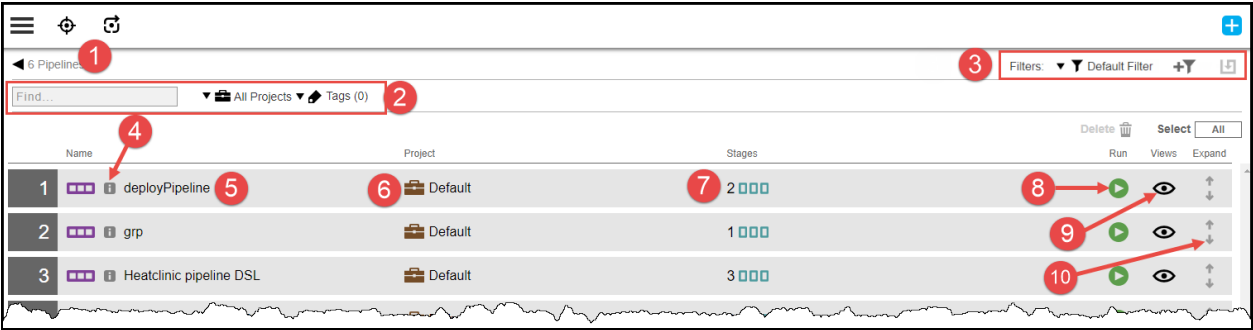 1
6 Pipelines
3
Filters: Default Filter
Find...
All Projects
Tags (0)
2
4
Delete
Select All
Name Project Stages Run Views Expand
1 deployPipeline 5 6 Default 7 2 8
2 grp Default 1 9
3 Heatclinic pipeline DSL Default 3 10